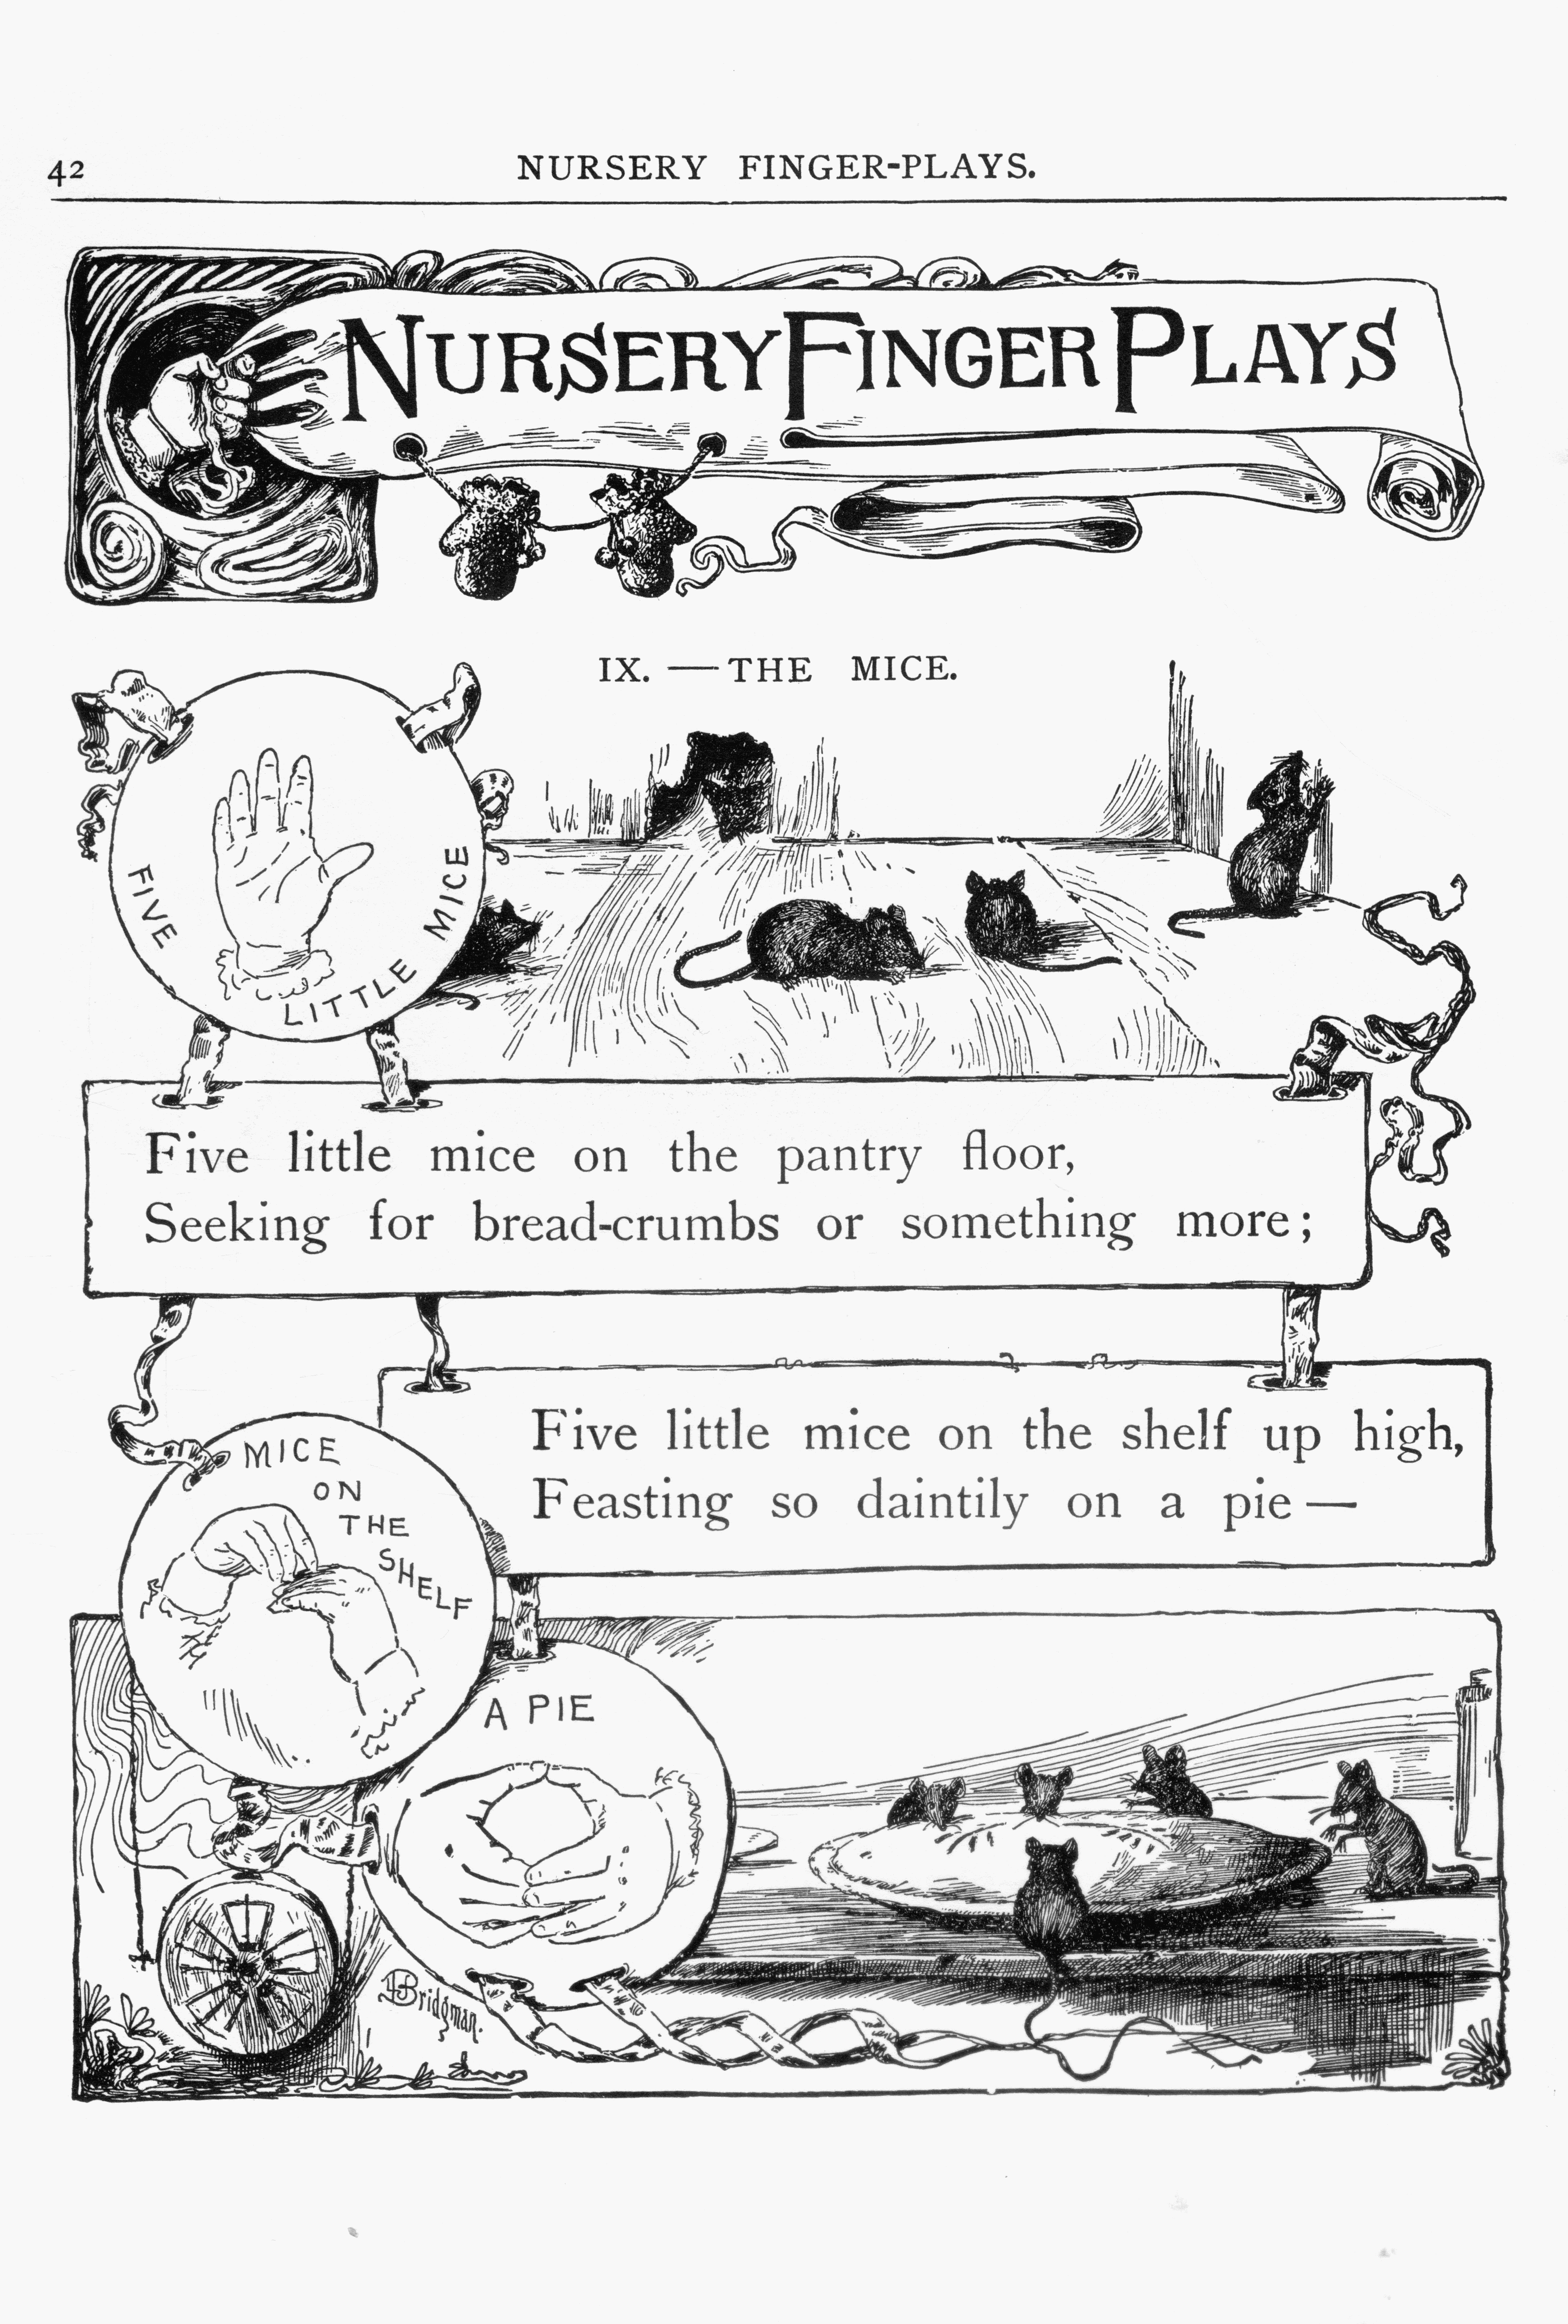 42
NURSERY FINGER-PLAYS.
NURSERY FINGER PLAYS
IX. — THE MICE.
FIVE LITTLE MICE
Five little mice on the pantry floor,
Seeking for bread-crumbs or something more;
Five little mice on the shelf up high,
Feasting so daintily on a pie —
MICE
ON
THE
SHELF
A PIE
LJBridgman.